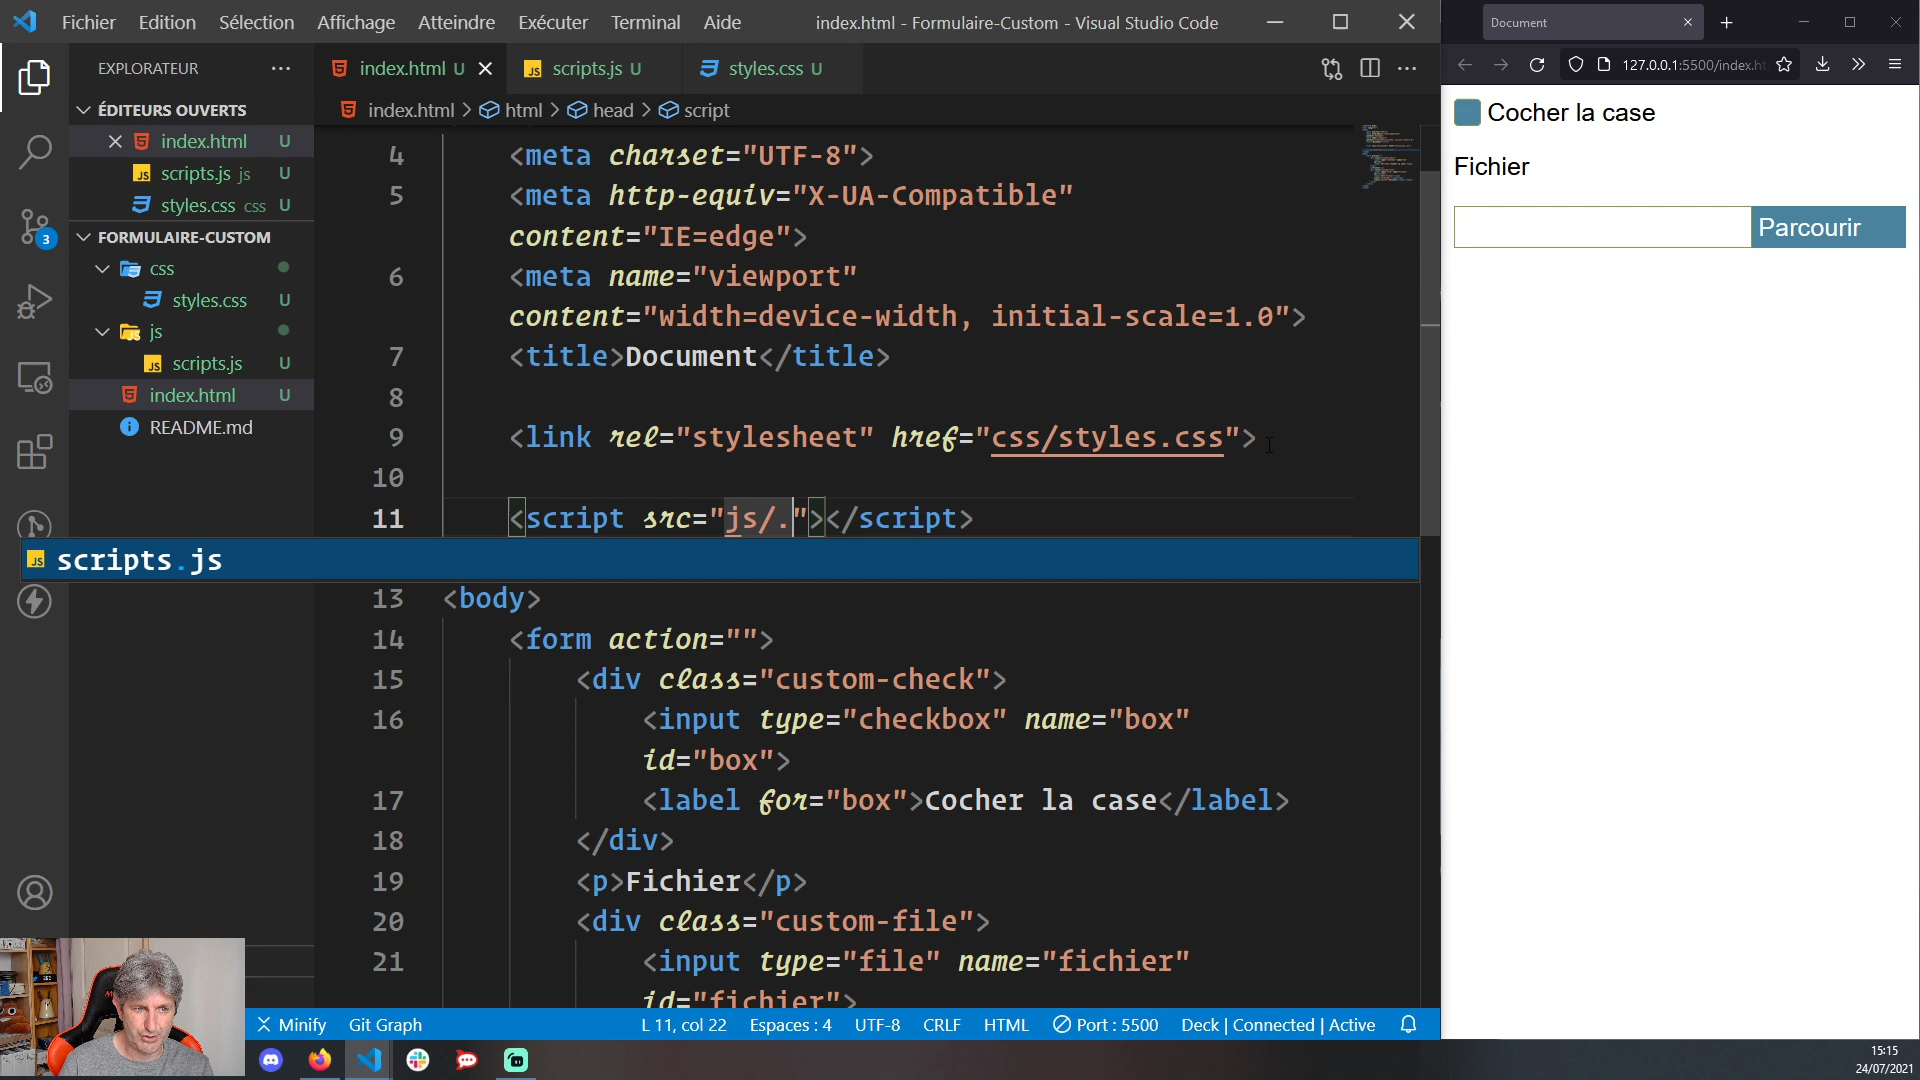 Fichier Edition Sélection Affichage Atteindre Exécuter Terminal Aide
index.html - Formulaire-Custom - Visual Studio Code
Document
EXPLORATEUR
index.html U
scripts.js U
styles.css U
127.0.0.1:5500/index.h
ÉDITEURS OUVERTS
index.html > html > head > script
index.html U
scripts.js js U
styles.css css U
FORMULAIRE-CUSTOM
css
styles.css U
js
scripts.js U
index.html U
README.md
3
4 <meta charset="UTF-8">
5 <meta http-equiv="X-UA-Compatible"
content="IE=edge">
6 <meta name="viewport"
content="width=device-width, initial-scale=1.0">
7 <title>Document</title>
8
9 <link rel="stylesheet" href="css/styles.css">
10
11 <script src="js/."></script>
scripts.js
13 <body>
14 <form action="">
15 <div class="custom-check">
16 <input type="checkbox" name="box"
id="box">
17 <label for="box">Cocher la case</label>
18 </div>
19 <p>Fichier</p>
20 <div class="custom-file">
21 <input type="file" name="fichier"
id="fichier">
Cocher la case
Fichier
Parcourir
Minify Git Graph L 11, col 22 Espaces : 4 UTF-8 CRLF HTML Port : 5500 Deck | Connected | Active
15:15
24/07/2021